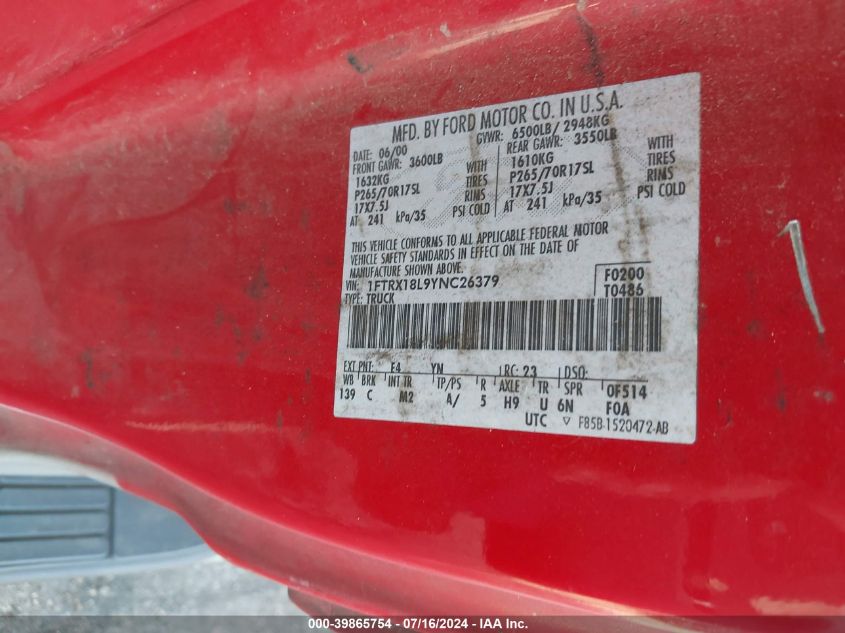 MFD. BY FORD MOTOR CO. IN U.S.A.
DATE: 06/00 GVWR: 6500LB/ 2948KG
FRONT GAWR: 3600LB REAR GAWR: 3550LB
1632KG WITH 1610KG WITH
P265/70R17SL TIRES P265/70R17SL TIRES
17X7.5J RIMS 17X7.5J RIMS
AT 241 kPa/35 PSI COLD AT 241 kPa/35 PSI COLD
THIS VEHICLE CONFORMS TO ALL APPLICABLE FEDERAL MOTOR
VEHICLE SAFETY STANDARDS IN EFFECT ON THE DATE OF
MANUFACTURE SHOWN ABOVE.
VIN: 1FTRX18L9YNC26379 F0200
TYPE: TRUCK T0486
EXT PNT: E4 YN RC: 23 DSO:
WB BRK INT TR TP/PS R AXLE TR SPR 0F514
139 C M2 A/ 5 H9 U 6N F0A
UTC ▽ F85B-1520472-AB
000-39865754 - 07/16/2024 - IAA Inc.